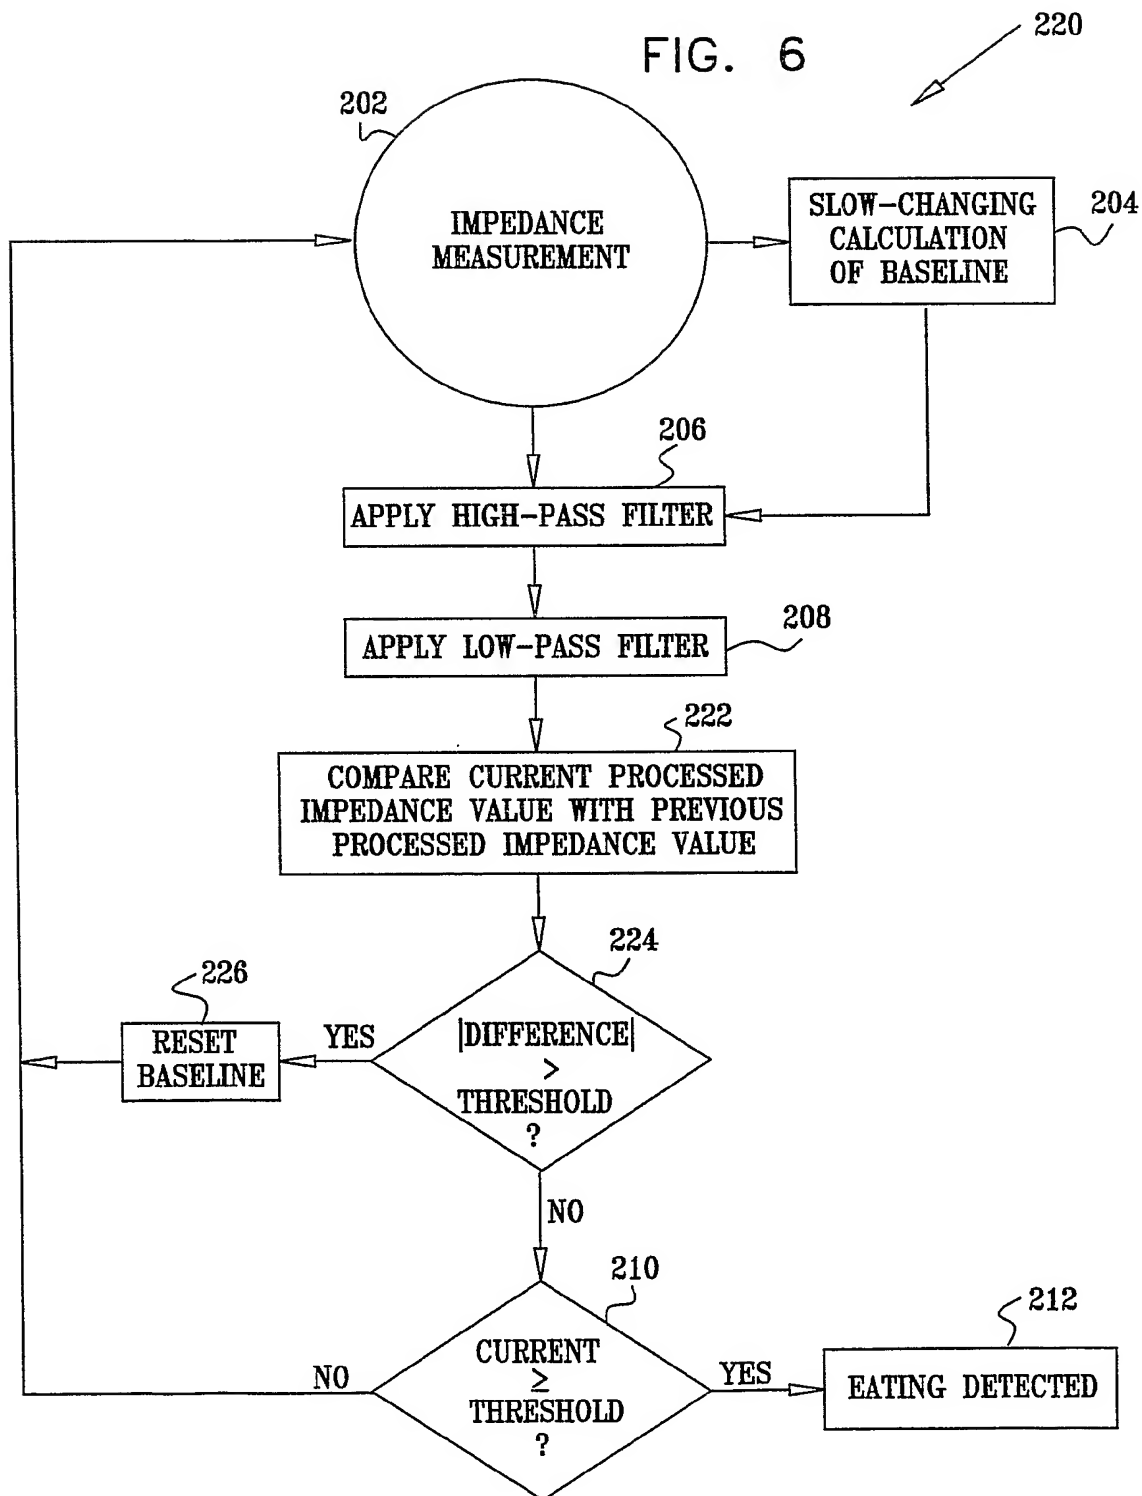 FIG. 6
220
202
IMPEDANCE
MEASUREMENT
SLOW-CHANGING
CALCULATION
OF BASELINE
204
206
APPLY HIGH-PASS FILTER
APPLY LOW-PASS FILTER
208
222
COMPARE CURRENT PROCESSED
IMPEDANCE VALUE WITH PREVIOUS
PROCESSED IMPEDANCE VALUE
224
226
RESET
BASELINE
YES
|DIFFERENCE|
>
THRESHOLD
?
NO
210
212
CURRENT
≥
THRESHOLD
?
NO
YES
EATING DETECTED